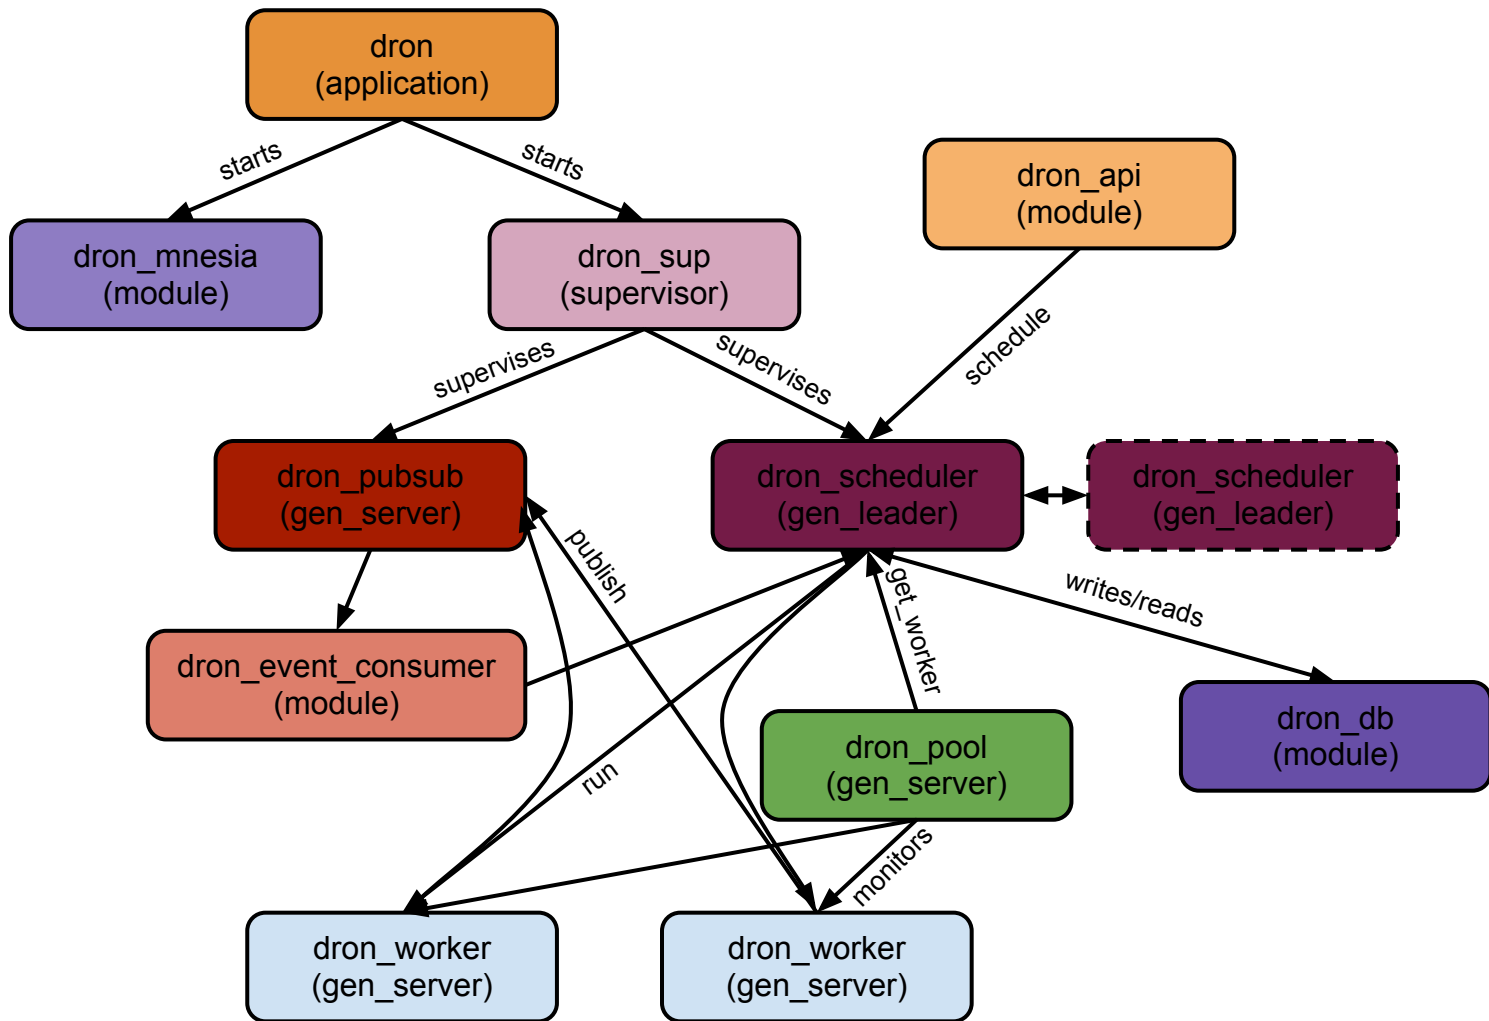 dron
(application)
starts
starts
dron_api
(module)
dron_mnesia
(module)
dron_sup
(supervisor)
schedule
supervises
supervises
dron_pubsub
(gen_server)
dron_scheduler
(gen_leader)
dron_scheduler
(gen_leader)
publish
get_worker
writes/reads
dron_event_consumer
(module)
dron_db
(module)
dron_pool
(gen_server)
run
monitors
dron_worker
(gen_server)
dron_worker
(gen_server)